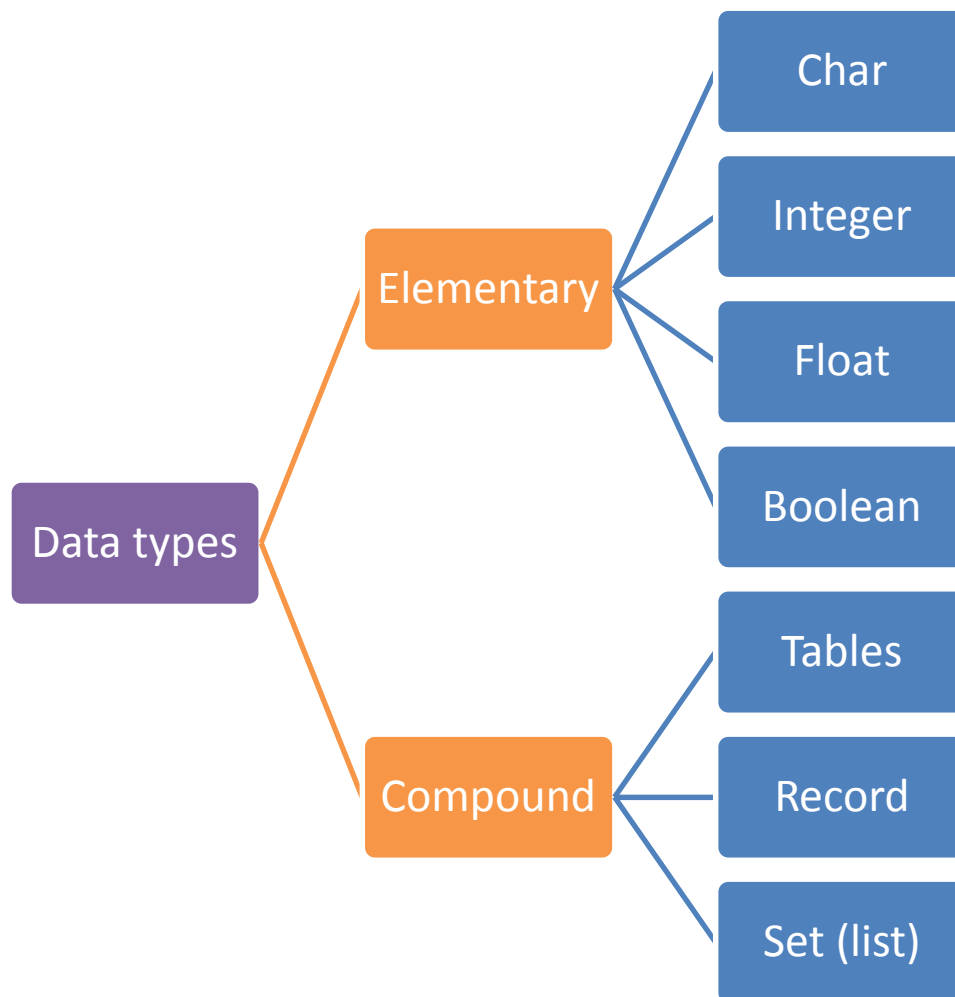 Data types
Elementary
Char
Integer
Float
Boolean
Compound
Tables
Record
Set (list)